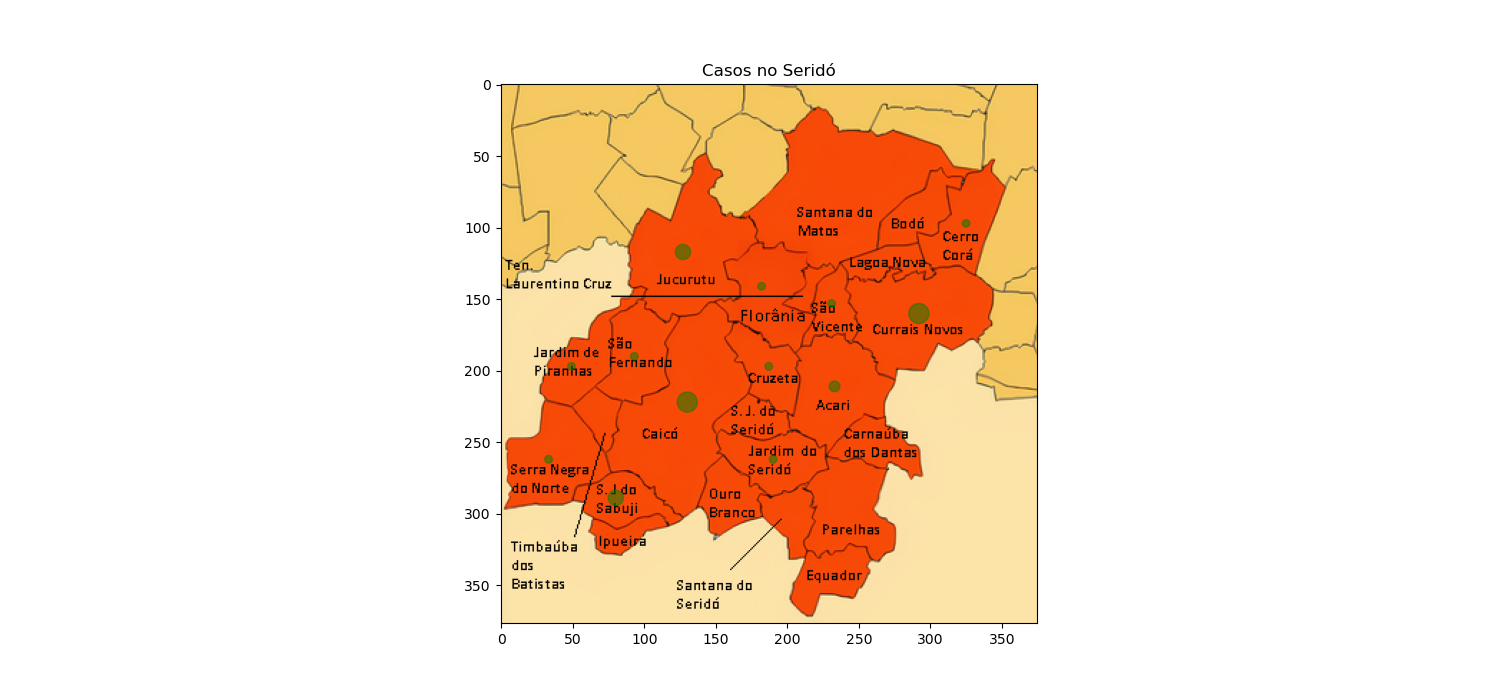 Casos no Seridó
0
50
100
150
200
250
300
350
Santana do
Matos
Bodó
Cerro
Corá
Lagoa Nova
Ten.
Laurentino Cruz
Jucurutu
Florânia
São
Vicente
Currais Novos
São
Fernando
Jardim de
Piranhas
Cruzeta
Acari
S. J. do
Seridó
Caicó
Carnaúba
dos Dantas
Jardim do
Seridó
Serra Negra
do Norte
S. J do
Sabuji
Ouro
Branco
Parelhas
Ipueira
Timbaúba
dos
Batistas
Equador
Santana do
Seridó
0 50 100 150 200 250 300 350